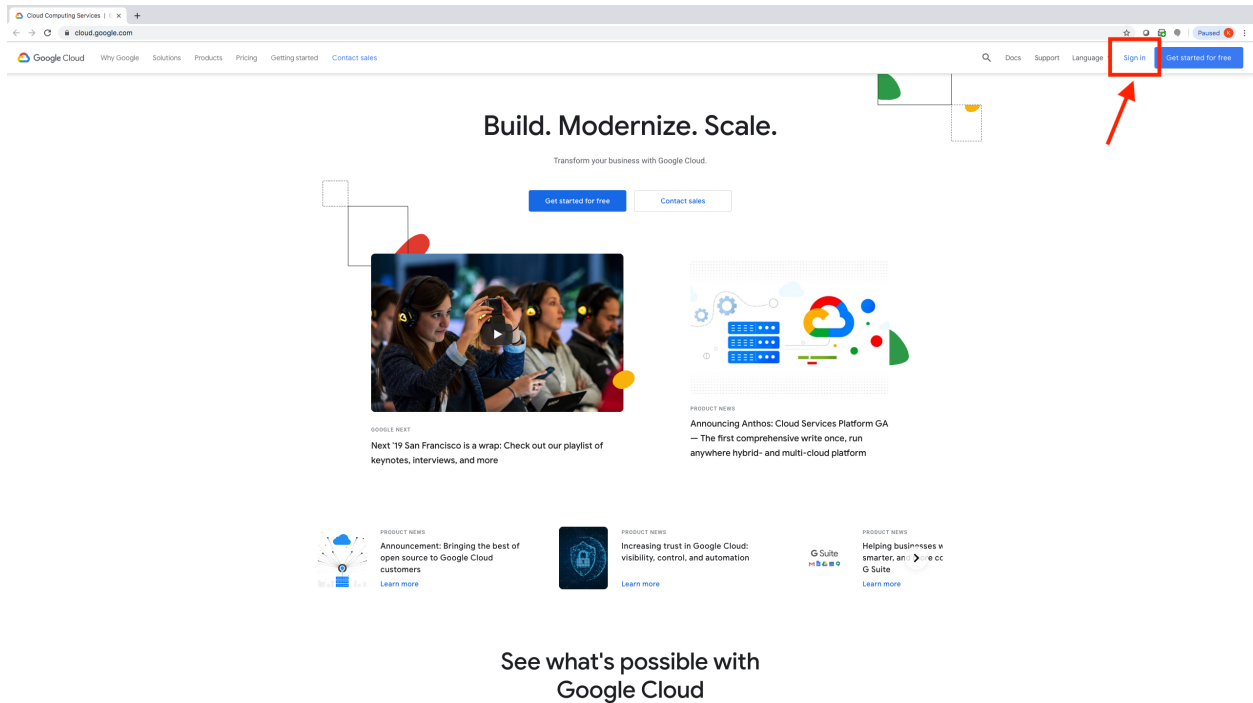 Cloud Computing Services |
cloud.google.com
Paused K
Google Cloud Why Google Solutions Products Pricing Getting started Contact sales Docs Support Language Sign in Get started for free
Build. Modernize. Scale.
Transform your business with Google Cloud.
Get started for free Contact sales
GOOGLE NEXT
Next '19 San Francisco is a wrap: Check out our playlist of
keynotes, interviews, and more
PRODUCT NEWS
Announcing Anthos: Cloud Services Platform GA
— The first comprehensive write once, run
anywhere hybrid- and multi-cloud platform
PRODUCT NEWS
Announcement: Bringing the best of
open source to Google Cloud
customers
Learn more
PRODUCT NEWS
Increasing trust in Google Cloud:
visibility, control, and automation
Learn more
G Suite
PRODUCT NEWS
Helping businesses w
smarter, and
G Suite
Learn more
See what's possible with
Google Cloud